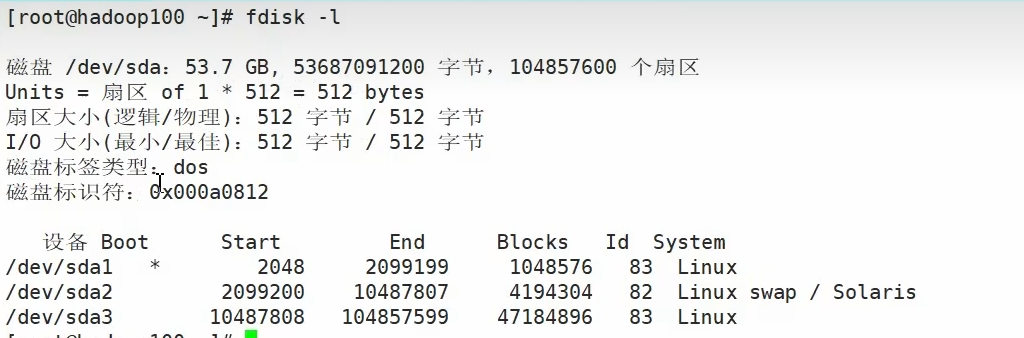 [root@hadoop100 ~]# fdisk -l
磁盘 /dev/sda：53.7 GB, 53687091200 字节，104857600 个扇区
Units = 扇区 of 1 * 512 = 512 bytes
扇区大小(逻辑/物理)：512 字节 / 512 字节
I/O 大小(最小/最佳)：512 字节 / 512 字节
磁盘标签类型：dos
磁盘标识符：0x000a0812
设备 Boot Start End Blocks Id System
/dev/sda1 * 2048 2099199 1048576 83 Linux
/dev/sda2 2099200 10487807 4194304 82 Linux swap / Solaris
/dev/sda3 10487808 104857599 47184896 83 Linux
[root@hadoop100 ~]#